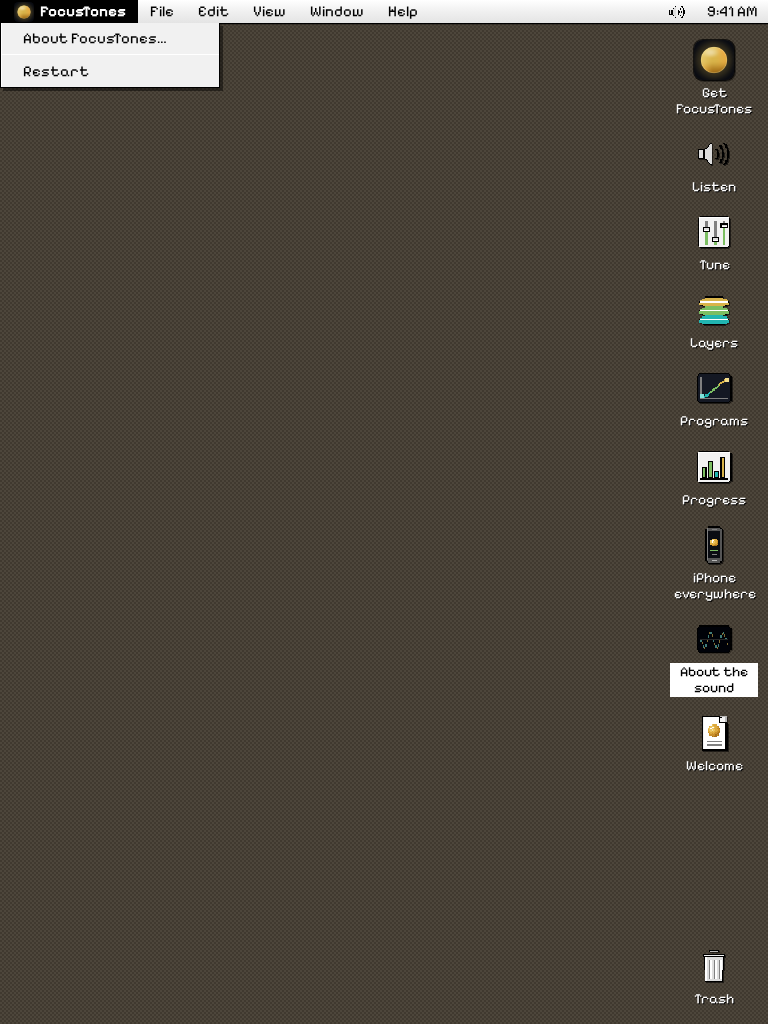 FocusTones File Edit View Window Help 9:41 AM
About FocusTones...
Restart
Get
FocusTones
Listen
Tune
Layers
Programs
Progress
iPhone
everywhere
About the
sound
Welcome
Trash